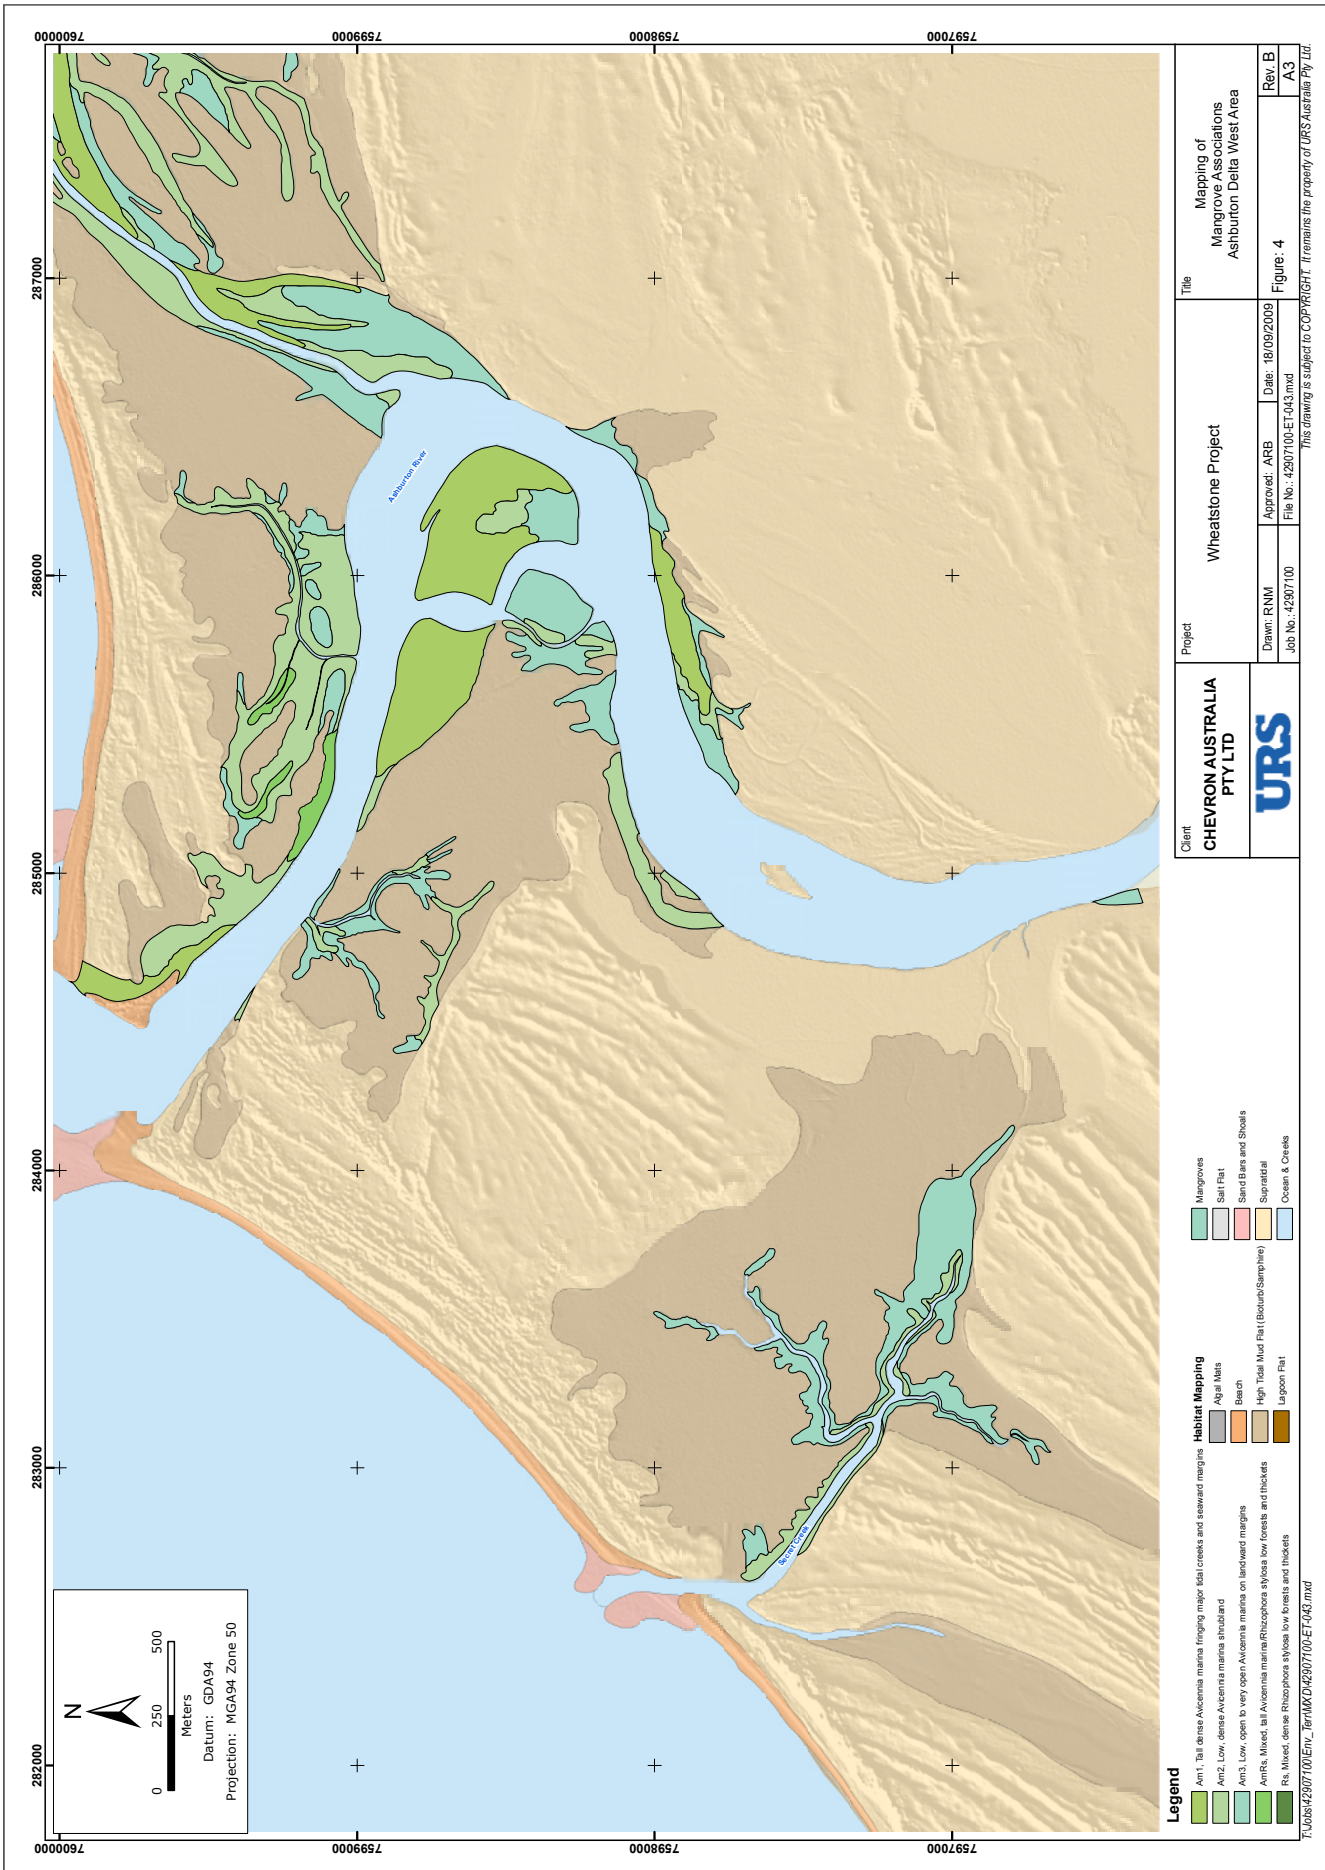 282000
283000
284000
285000
286000
287000
7600000
7599000
7598000
7597000
7600000
7599000
7598000
7597000
N
0 250 500
Meters
Datum: GDA94
Projection: MGA94 Zone 50
Ashburton River
Secret Creek
Legend
Am1, Tall dense Avicennia marina fringing major tidal creeks and seaward margins
Am2, Low, dense Avicennia marina shrubland
Am3, Low, open to very open Avicennia marina on landward margins
AmRs, Mixed, tall Avicennia marina/Rhizophora stylosa low forests and thickets
Rs, Mixed, dense Rhizophora stylosa low forests and thickets
Habitat Mapping
Algal Mats
Beach
High Tidal Mud Flat (Bioturb/Samphire)
Lagoon Flat
Mangroves
Salt Flat
Sand Bars and Shoals
Supratidal
Ocean & Creeks
Client
CHEVRON AUSTRALIA
PTY LTD
URS
Project
Wheatstone Project
Drawn: RNM
Approved: ARB
Date: 18/09/2009
Job No.: 42907100
File No.: 42907100-ET-043.mxd
Title
Mapping of
Mangrove Associations
Ashburton Delta West Area
Figure: 4
Rev. B
A3
T:\Jobs\42907100\Env_Terr\MXD\42907100-ET-043.mxd
This drawing is subject to COPYRIGHT. It remains the property of URS Australia Pty Ltd.